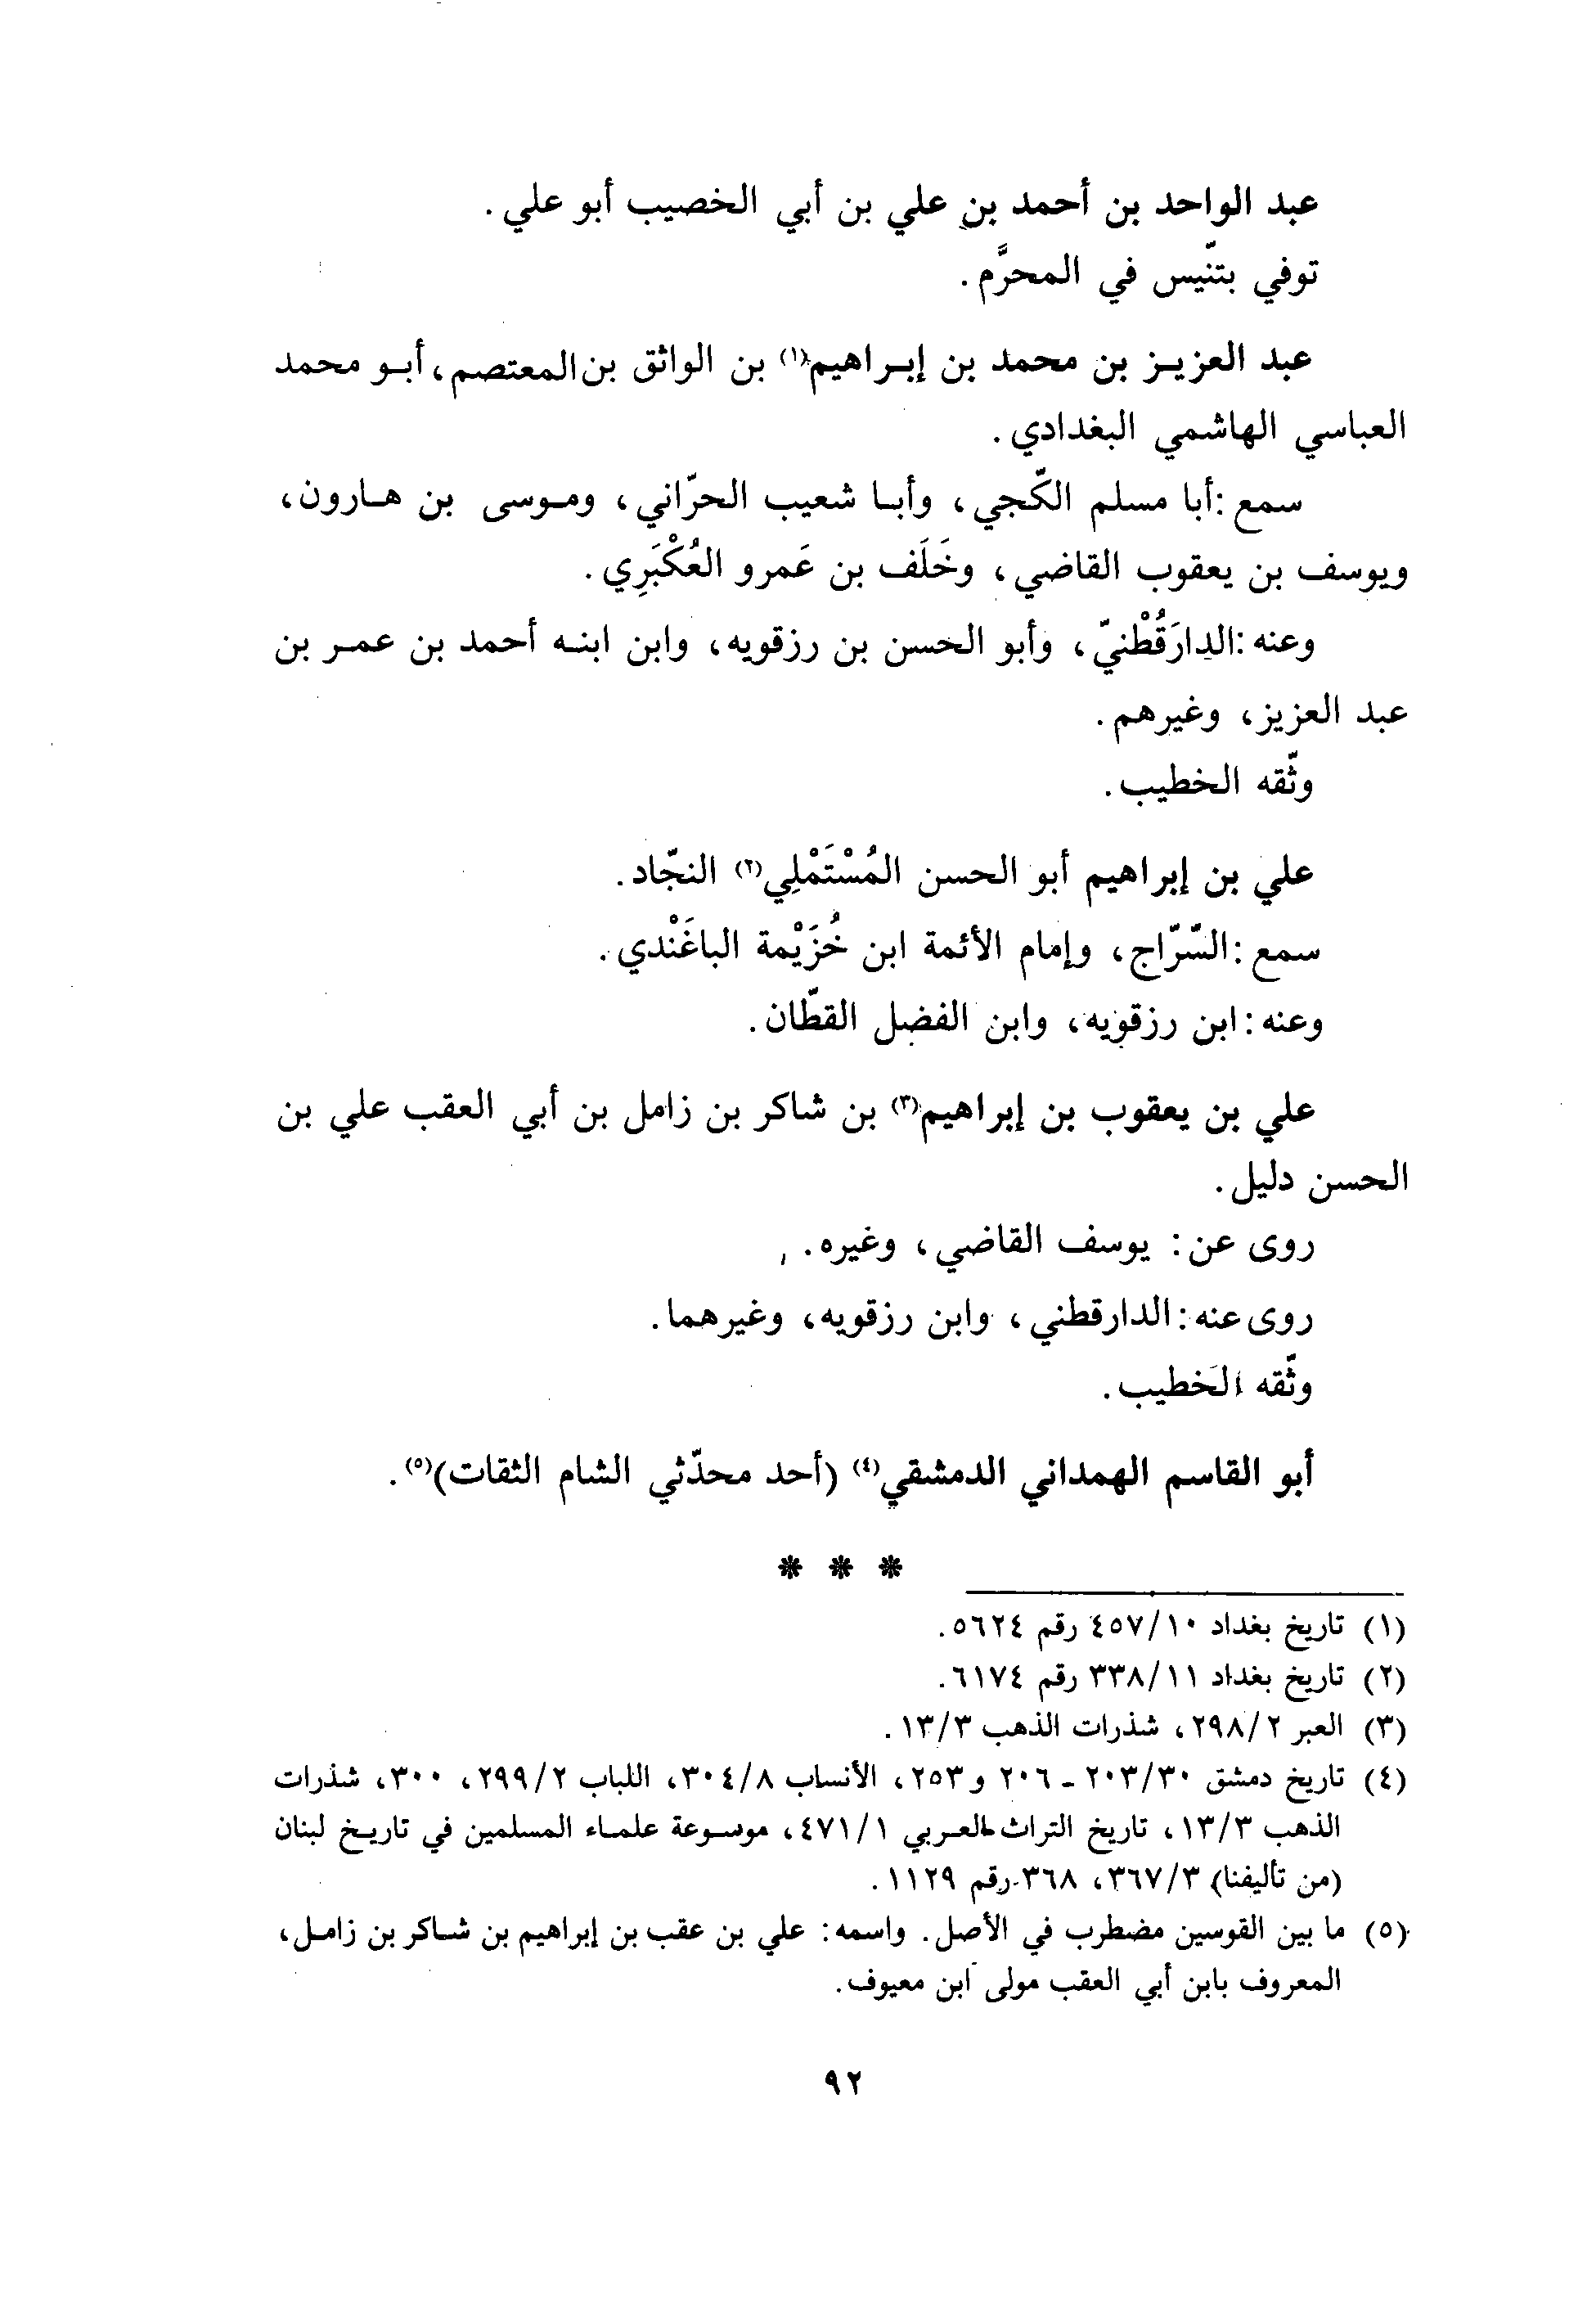 عبد الواحد بن أحمد بن علي بن أبي الخصيب أبو علي.
توفي بتنّيس في المحرَّم.
عبد العزيز بن محمد بن إبراهيم(١) بن الواثق بن المعتصم، أبو محمد
العباسي الهاشمي البغدادي.
سمع: أبا مسلم الكّجي، وأبا شعيب الحرّاني، وموسى بن هارون،
ويوسف بن يعقوب القاضي، وخَلَف بن عَمرو العُكْبَرِي.
وعنه: الدارَقُطْنيّ، وأبو الحسن بن رزقويه، وابن ابنه أحمد بن عمر بن
عبد العزيز، وغيرهم.
وثّقه الخطيب.
علي بن إبراهيم أبو الحسن المُسْتَمْلِي(٢) النجّاد.
سمع: السّرّاج، وإمام الأئمة ابن خُزَيْمة الباغَنْدي.
وعنه: ابن رزقويه، وابن الفضل القطّان.
علي بن يعقوب بن إبراهيم(٣) بن شاكر بن زامل بن أبي العقب علي بن
الحسن دليل.
روى عن: يوسف القاضي، وغيره.
روى عنه: الدارقطني، وابن رزقويه، وغيرهما.
وثّقه الخطيب.
أبو القاسم الهمداني الدمشقي(٤) (أحد محدّثي الشام الثقات)(٥).
* * *
(١) تاريخ بغداد ٤٥٧/١٠ رقم ٥٦٢٤.
(٢) تاريخ بغداد ٣٣٨/١١ رقم ٦١٧٤.
(٣) العبر ٢٩٨/٢، شذرات الذهب ١٣/٣.
(٤) تاريخ دمشق ٢٠٣/٣٠ ـ ٢٠٦ و ٢٥٣، الأنساب ٣٠٤/٨، اللباب ٢٩٩/٢، ٣٠٠، شذرات
الذهب ١٣/٣، تاريخ التراث العربي ٤٧١/١، موسوعة علماء المسلمين في تاريخ لبنان
(من تأليفنا) ٣٦٧/٣، ٣٦٨ رقم ١١٢٩.
(٥) ما بين القوسين مضطرب في الأصل. واسمه: علي بن عقب بن إبراهيم بن شاكر بن زامل،
المعروف بابن أبي العقب مولى ابن معيوف.
٩٢